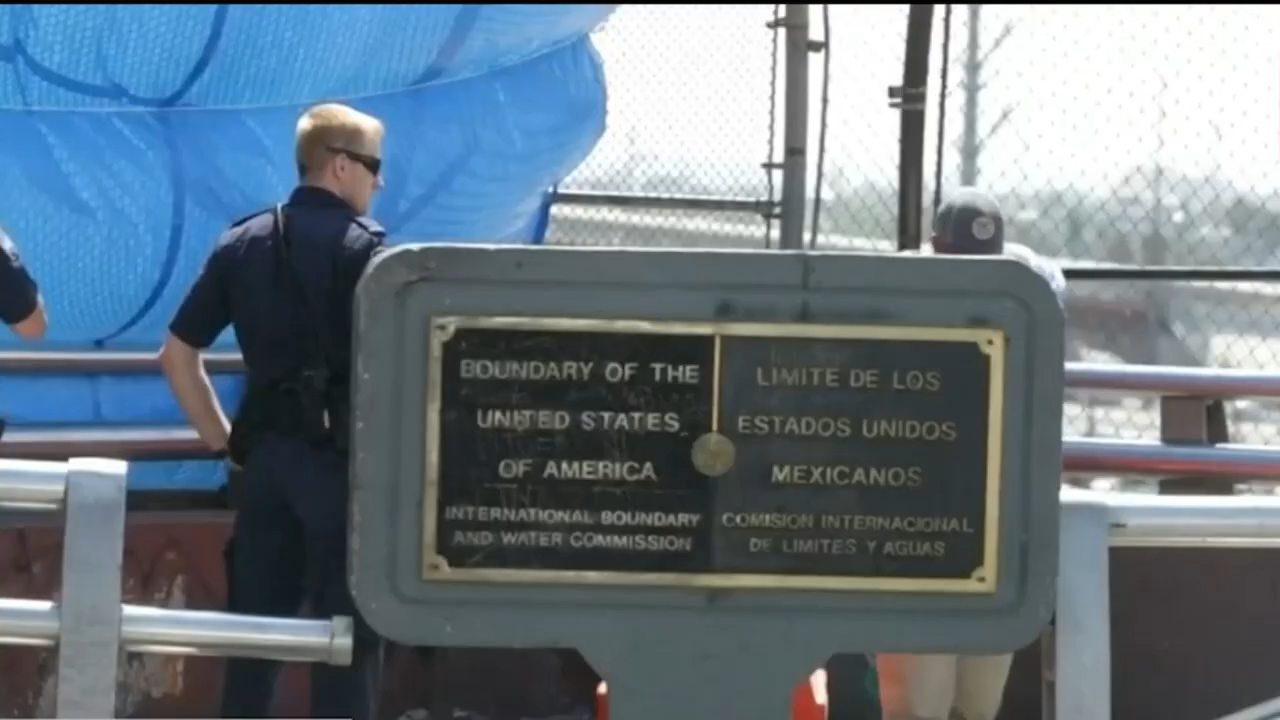 BOUNDARY OF THE
UNITED STATES
OF AMERICA
INTERNATIONAL BOUNDARY
AND WATER COMMISSION
LIMITE DE LOS
ESTADOS UNIDOS
MEXICANOS
COMISION INTERNACIONAL
DE LIMITES Y AGUAS